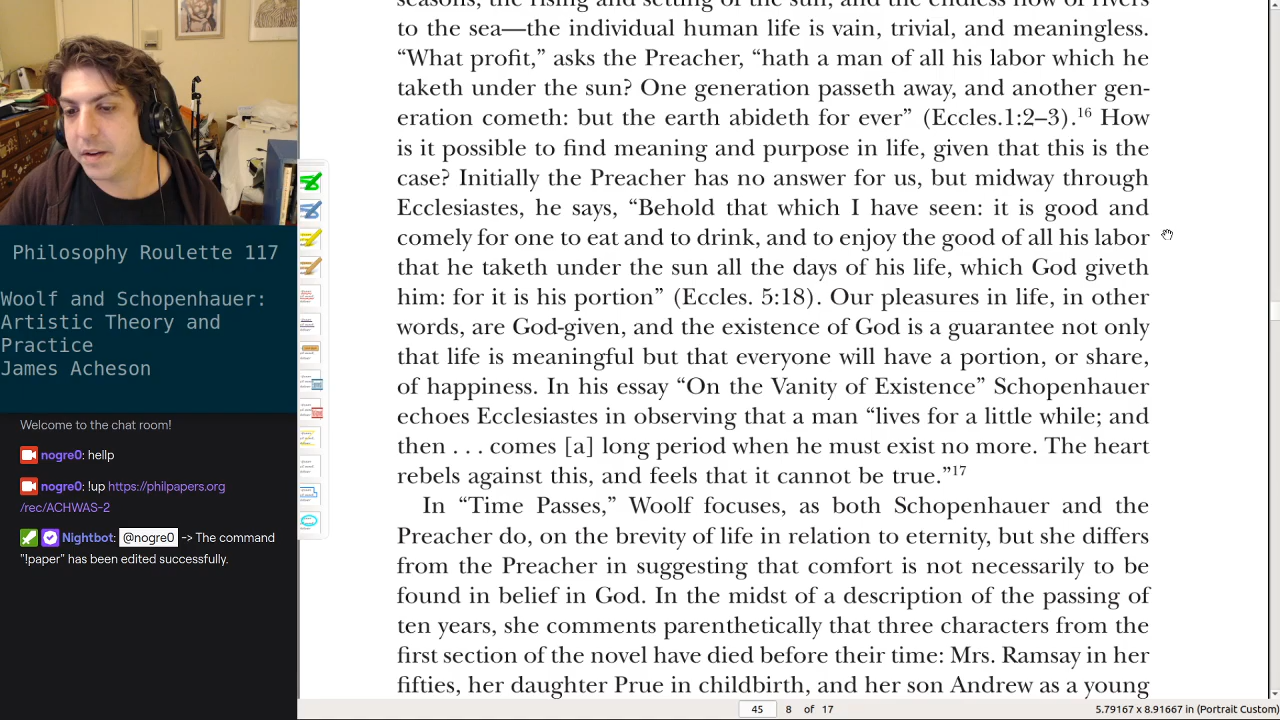 Philosophy Roulette 117
Woolf and Schopenhauer:
Artistic Theory and
Practice
James Acheson
Welcome to the chat room!
nogre0: hellp
nogre0: !up https://philpapers.org
/rec/ACHWAS-2
Nightbot: @nogre0 -> The command
"!paper" has been edited successfully.
seasons, the rising and setting of the sun, and the endless flow of rivers
to the sea—the individual human life is vain, trivial, and meaningless.
“What profit,” asks the Preacher, “hath a man of all his labor which he
taketh under the sun? One generation passeth away, and another gen-
eration cometh: but the earth abideth for ever” (Eccles.1:2–3).16 How
is it possible to find meaning and purpose in life, given that this is the
case? Initially the Preacher has no answer for us, but midway through
Ecclesiastes, he says, “Behold that which I have seen: it is good and
comely for one to eat and to drink, and to enjoy the good of all his labor
that he taketh under the sun all the days of his life, which God giveth
him: for it is his portion” (Eccles. 5:18). The pleasures of life, in other
words, are God-given, and the existence of God is a guarantee not only
that life is meaningful but that everyone will have a portion, or share,
of happiness. In his essay “On the Vanity of Existence” Schopenhauer
echoes Ecclesiastes in observing that a man “lives for a little while; and
then . . . comes a long period when he must exist no more. The heart
rebels against this, and feels that it cannot be true.”17
In “Time Passes,” Woolf focuses, as both Schopenhauer and the
Preacher do, on the brevity of life in relation to eternity, but she differs
from the Preacher in suggesting that comfort is not necessarily to be
found in belief in God. In the midst of a description of the passing of
ten years, she comments parenthetically that three characters from the
first section of the novel have died before their time: Mrs. Ramsay in her
fifties, her daughter Prue in childbirth, and her son Andrew as a young
45 8 of 17 5.79167 x 8.91667 in (Portrait Custom)